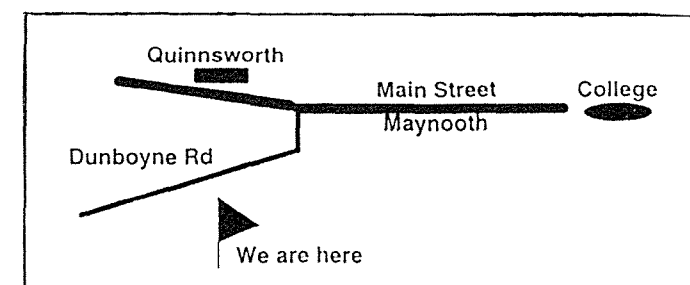 Quinnsworth
Main Street
College
Maynooth
Dunboyne Rd
We are here